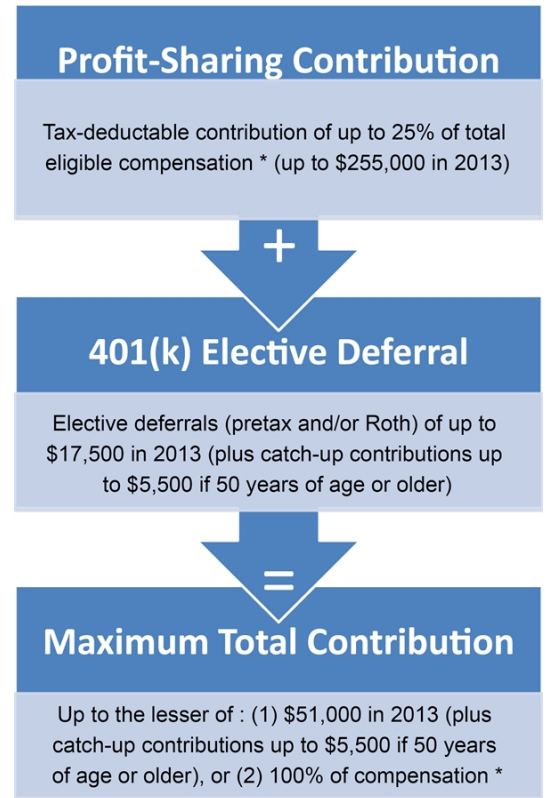 Profit-Sharing Contribution
Tax-deductable contribution of up to 25% of total
eligible compensation * (up to $255,000 in 2013)
+
401(k) Elective Deferral
Elective deferrals (pretax and/or Roth) of up to
$17,500 in 2013 (plus catch-up contributions up
to $5,500 if 50 years of age or older)
=
Maximum Total Contribution
Up to the lesser of : (1) $51,000 in 2013 (plus
catch-up contributions up to $5,500 if 50 years
of age or older), or (2) 100% of compensation *